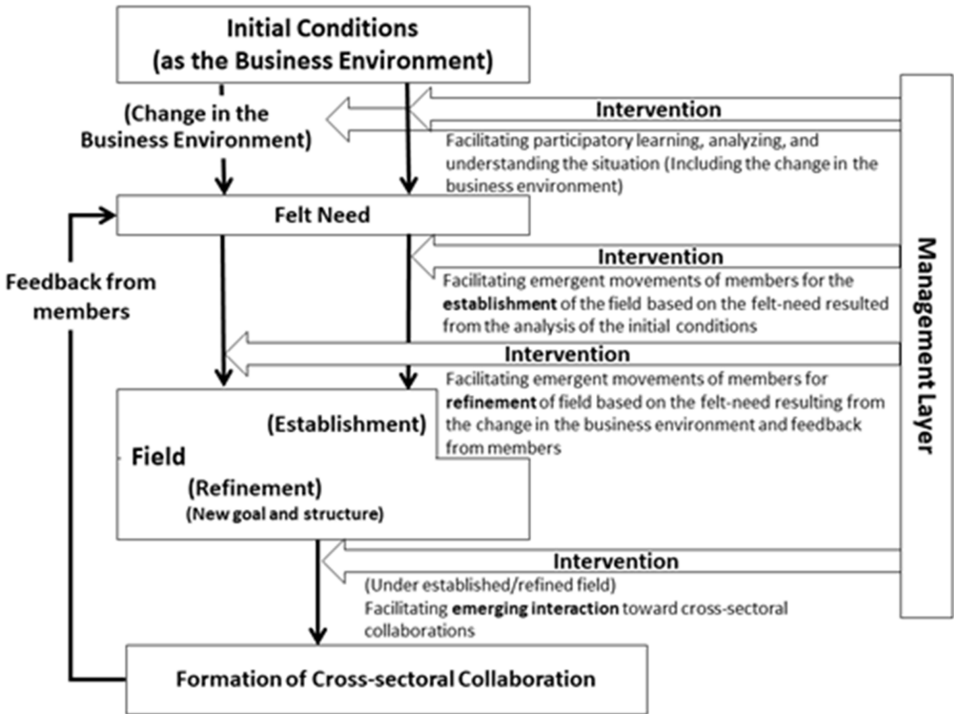 Initial Conditions
(as the Business Environment)
(Change in the
Business Environment)
Intervention
Facilitating participatory learning, analyzing, and
understanding the situation (Including the change in the
business environment)
Felt Need
Feedback from
members
Intervention
Facilitating emergent movements of members for the
establishment of the field based on the felt-need resulted
from the analysis of the initial conditions
Intervention
Facilitating emergent movements of members for
refinement of field based on the felt-need resulting from
the change in the business environment and feedback
from members
(Establishment)
Field
(Refinement)
(New goal and structure)
Intervention
(Under established/refined field)
Facilitating emerging interaction toward cross-sectoral
collaborations
Formation of Cross-sectoral Collaboration
Management Layer